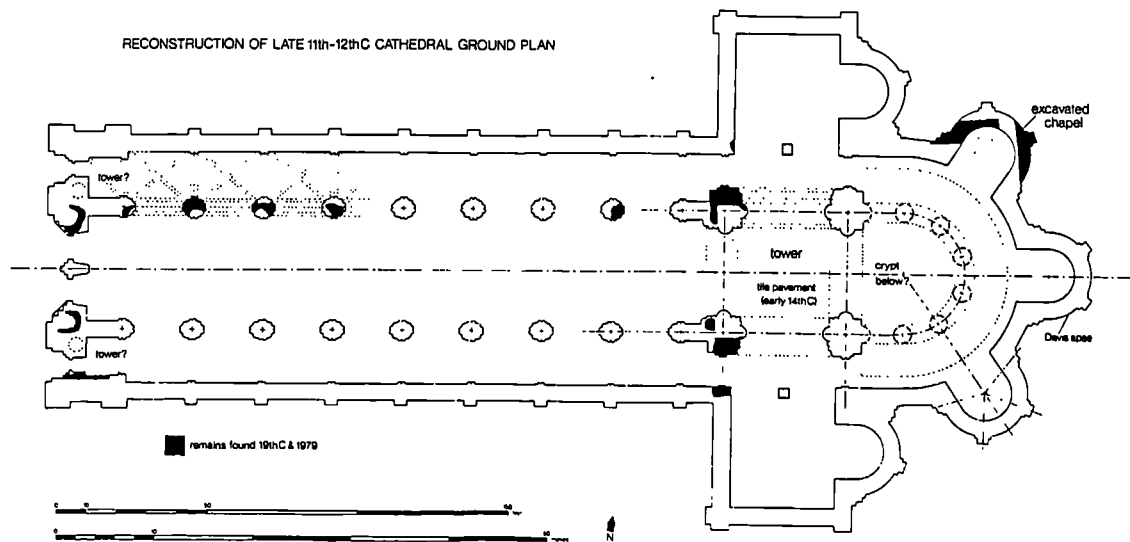 RECONSTRUCTION OF LATE 11th-12thC CATHEDRAL GROUND PLAN
excavated
chapel
tower?
tower
crypt
below?
tile pavement
(early 14thC)
Davis apse
tower?
remains found 19thC & 1979
N